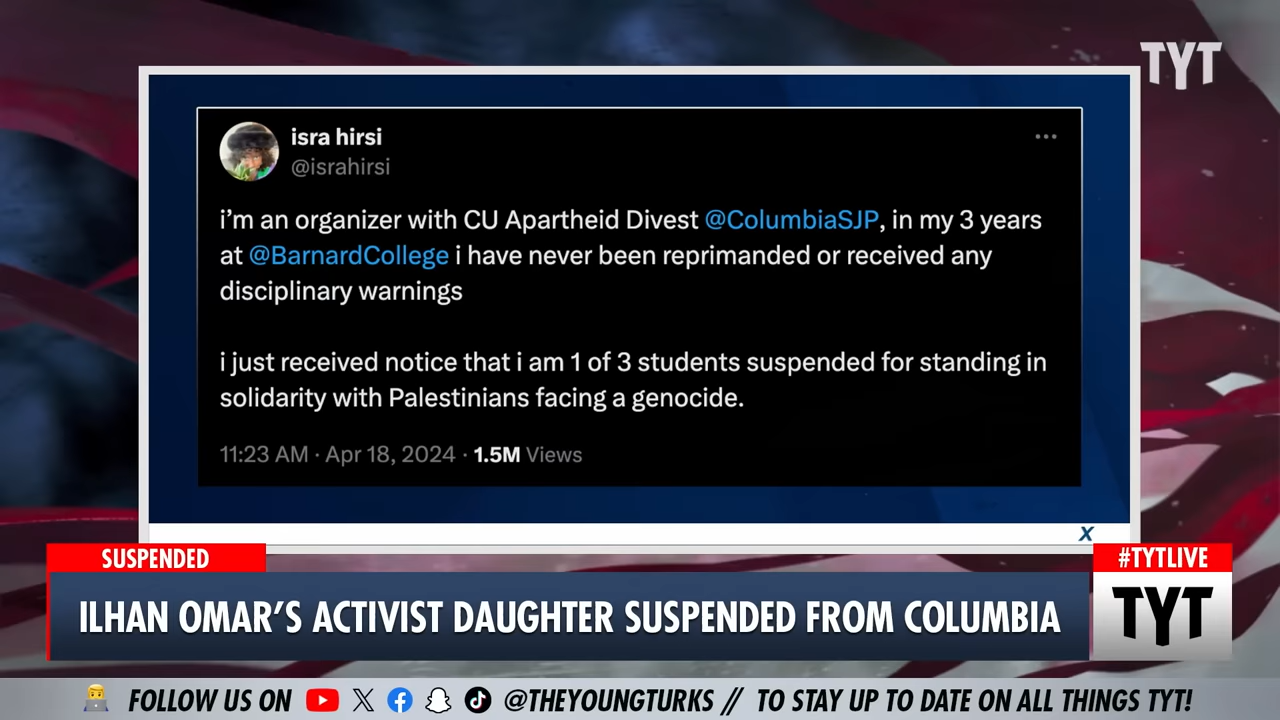 TYT
isra hirsi
@israhirsi
i’m an organizer with CU Apartheid Divest @ColumbiaSJP, in my 3 years
at @BarnardCollege i have never been reprimanded or received any
disciplinary warnings
i just received notice that i am 1 of 3 students suspended for standing in
solidarity with Palestinians facing a genocide.
11:23 AM · Apr 18, 2024 · 1.5M Views
X
SUSPENDED
#TYTLIVE
ILHAN OMAR'S ACTIVIST DAUGHTER SUSPENDED FROM COLUMBIA
TYT
FOLLOW US ON @THEYOUNGTURKS // TO STAY UP TO DATE ON ALL THINGS TYT!